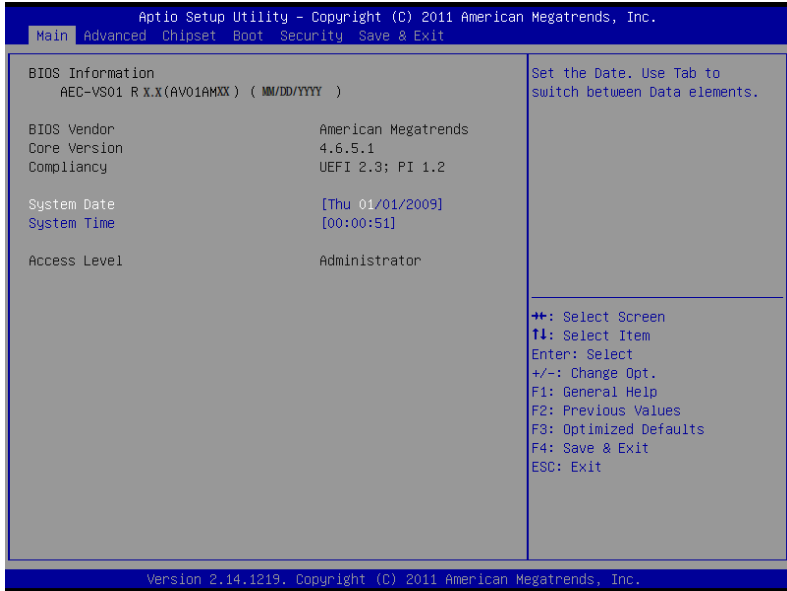 Aptio Setup Utility – Copyright (C) 2011 American Megatrends, Inc.
Main Advanced Chipset Boot Security Save & Exit
BIOS Information
AEC-VS01 R X.X(AV01AMXX) ( MM/DD/YYYY )
BIOS Vendor American Megatrends
Core Version 4.6.5.1
Compliancy UEFI 2.3; PI 1.2
System Date [Thu 01/01/2009]
System Time [00:00:51]
Access Level Administrator
Set the Date. Use Tab to
switch between Data elements.
→←: Select Screen
↑↓: Select Item
Enter: Select
+/-: Change Opt.
F1: General Help
F2: Previous Values
F3: Optimized Defaults
F4: Save & Exit
ESC: Exit
Version 2.14.1219. Copyright (C) 2011 American Megatrends, Inc.